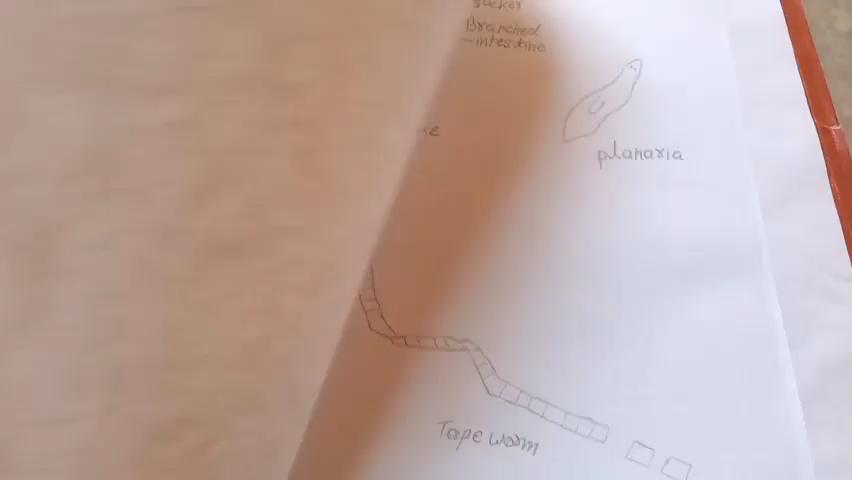 sucker
Branched
-intestine
planaria
Tape worm